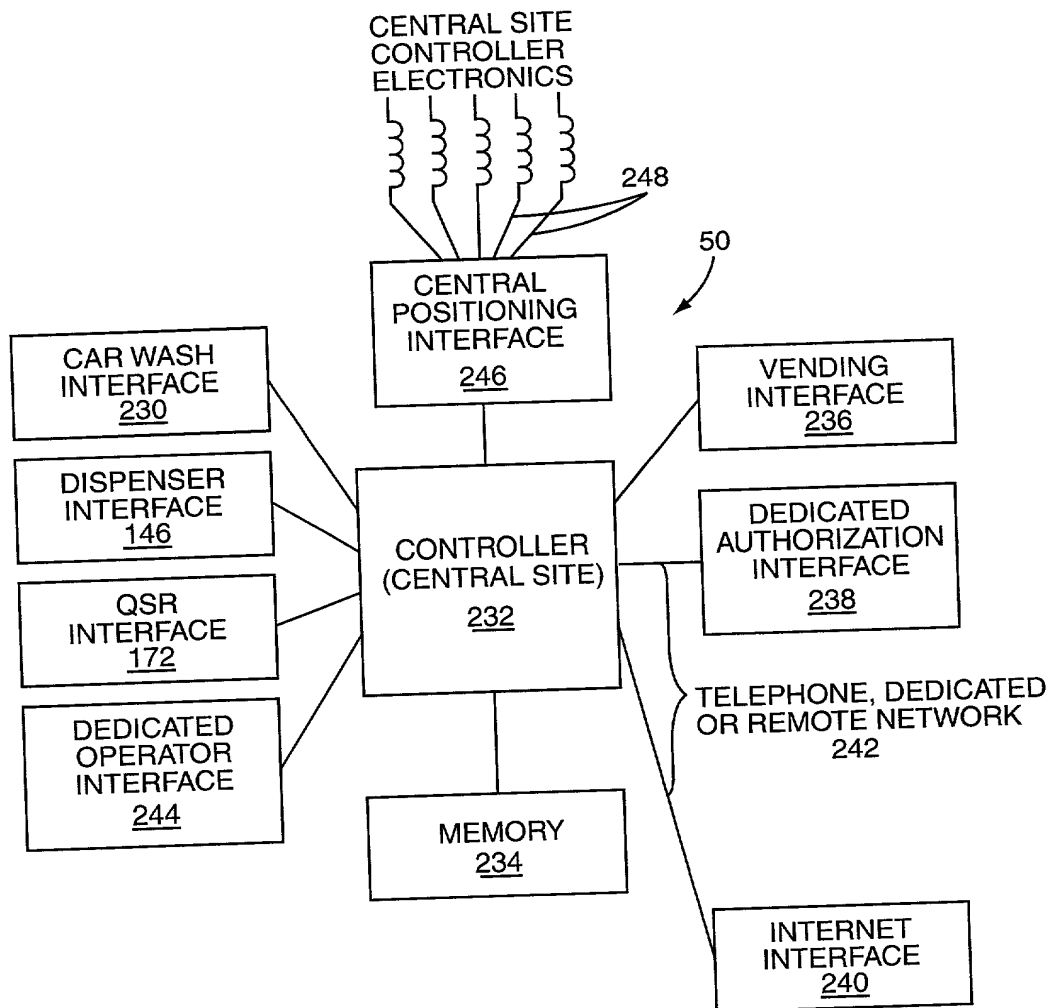 CENTRAL SITE
CONTROLLER
ELECTRONICS
248
50
CENTRAL
POSITIONING
INTERFACE
246
CAR WASH
INTERFACE
230
VENDING
INTERFACE
236
DISPENSER
INTERFACE
146
DEDICATED
AUTHORIZATION
INTERFACE
238
CONTROLLER
(CENTRAL SITE)
232
QSR
INTERFACE
172
TELEPHONE, DEDICATED
OR REMOTE NETWORK
242
DEDICATED
OPERATOR
INTERFACE
244
MEMORY
234
INTERNET
INTERFACE
240